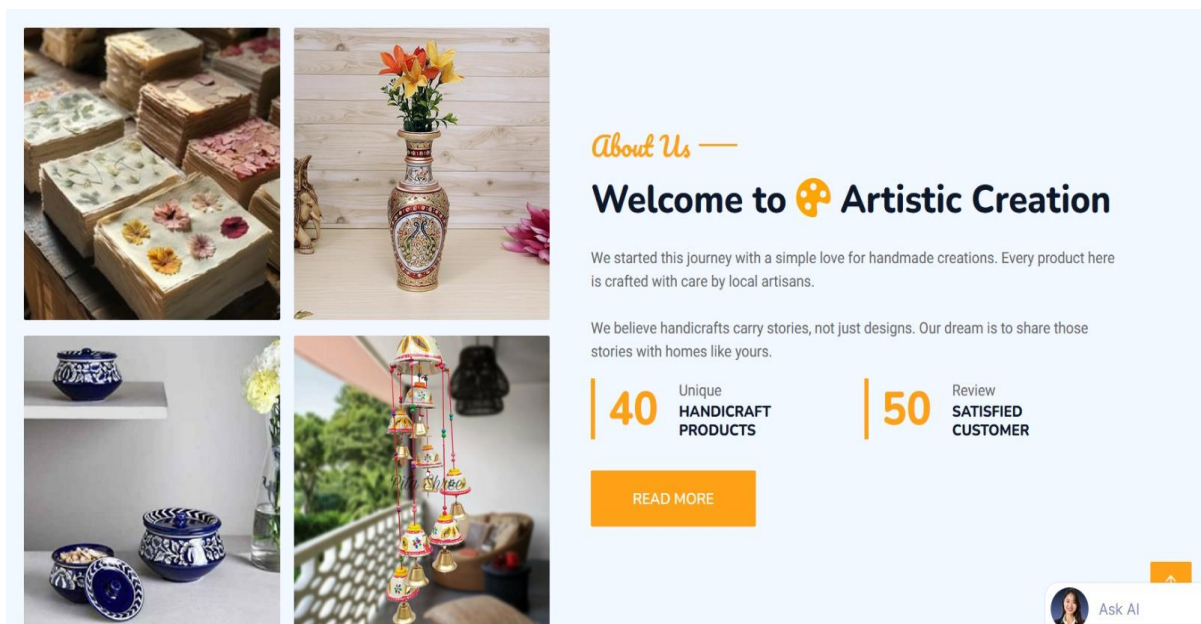 About Us
Welcome to Artistic Creation
We started this journey with a simple love for handmade creations. Every product here
is crafted with care by local artisans.
We believe handicrafts carry stories, not just designs. Our dream is to share those
stories with homes like yours.
40
Unique
HANDICRAFT
PRODUCTS
50
Review
SATISFIED
CUSTOMER
READ MORE
Ask AI